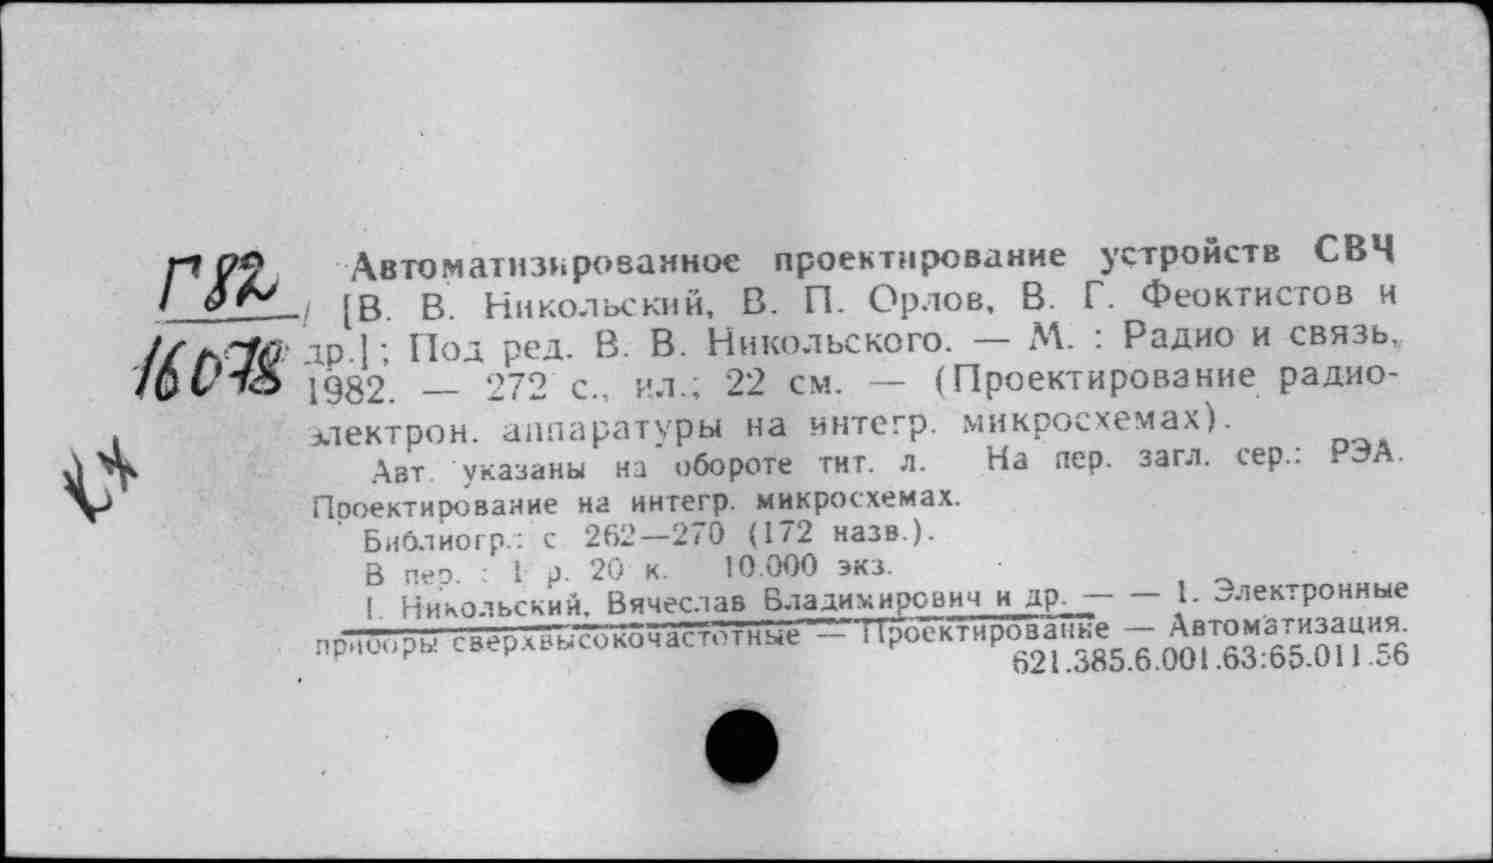 Г82
16078
Автоматизированное проектирование устройств СВЧ
/ [В. В. Никольский, В. П. Орлов, В. Г. Феоктистов и
др.]; Под ред. В. В. Никольского. — М. : Радио и связь,
1982. — 272 с., ил.; 22 см. — (Проектирование радио-
электрон. аппаратуры на интегр. микросхемах).
Авт. указаны на обороте тит. л. На пер. загл. сер.: РЭА.
Проектирование на интегр. микросхемах.
Библиогр.: с 262—270 (172 назв.).
В пер. : 1 р. 20 к. 10.000 экз.
I. Никольский, Вячеслав Владимирович и др. — — 1. Электронные
приборы сверхвысокочастотные — Проектирование — Автоматизация.
621.385.6.001.63:65.011.56